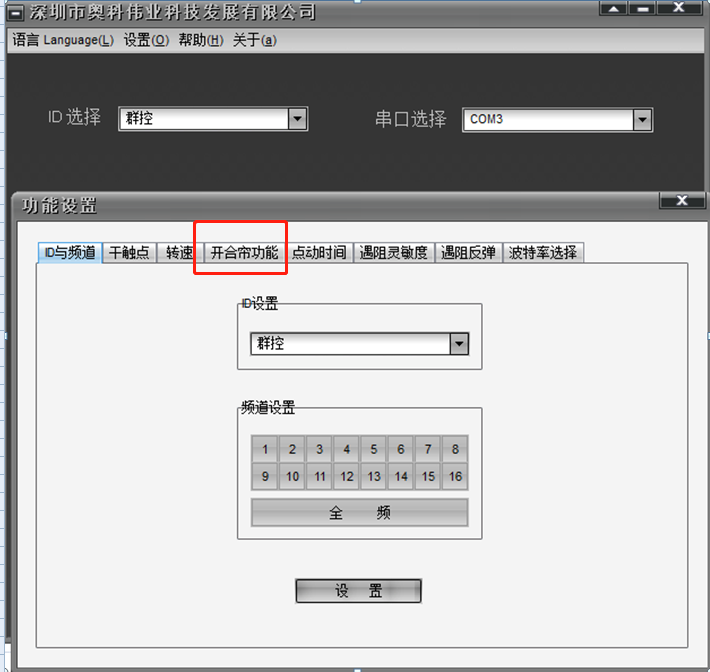 深圳市奥科伟业科技发展有限公司
语言 Language(L) 设置(O) 帮助(H) 关于(a)
ID 选择 群控 串口选择 COM3
功能设置
ID与频道 干触点 转速 开合帘功能 点动时间 遇阻灵敏度 遇阻反弹 波特率选择
ID设置
群控
频道设置
1 2 3 4 5 6 7 8
9 10 11 12 13 14 15 16
全 频
设 置